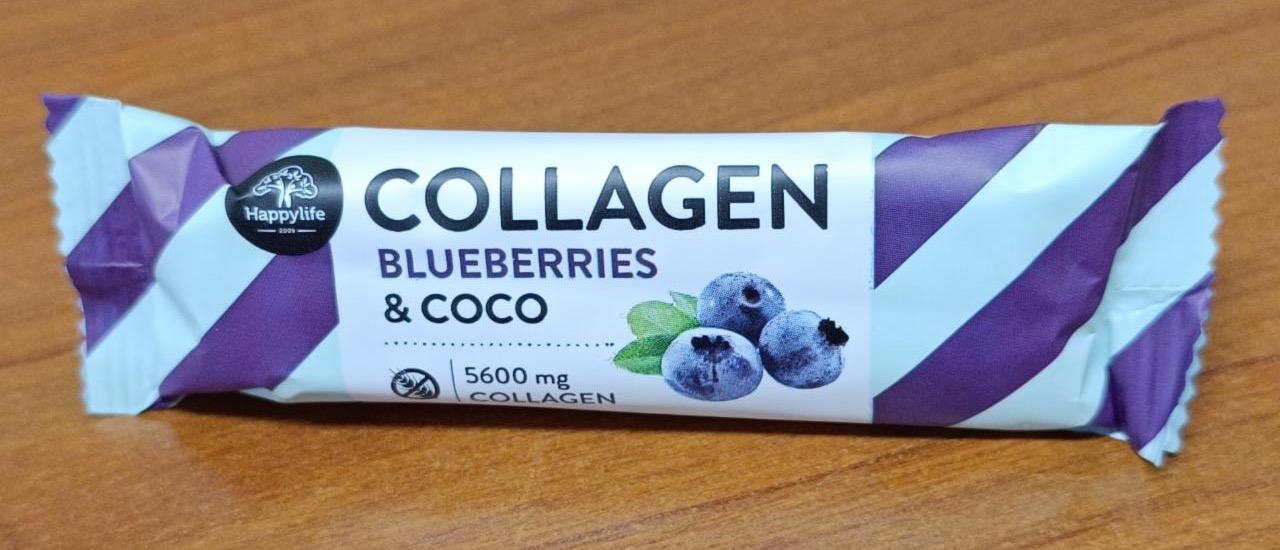 Happylife
2009
COLLAGEN
BLUEBERRIES
& COCO
5600 mg
COLLAGEN